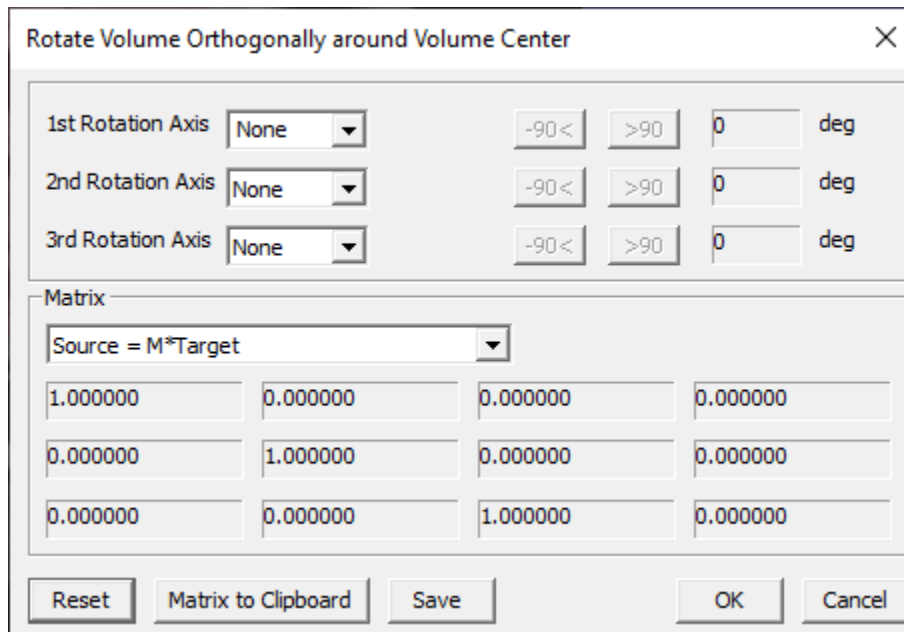 Rotate Volume Orthogonally around Volume Center
1st Rotation Axis None -90< >90 0 deg
2nd Rotation Axis None -90< >90 0 deg
3rd Rotation Axis None -90< >90 0 deg
Matrix
Source = M*Target
1.000000 0.000000 0.000000 0.000000
0.000000 1.000000 0.000000 0.000000
0.000000 0.000000 1.000000 0.000000
Reset Matrix to Clipboard Save OK Cancel